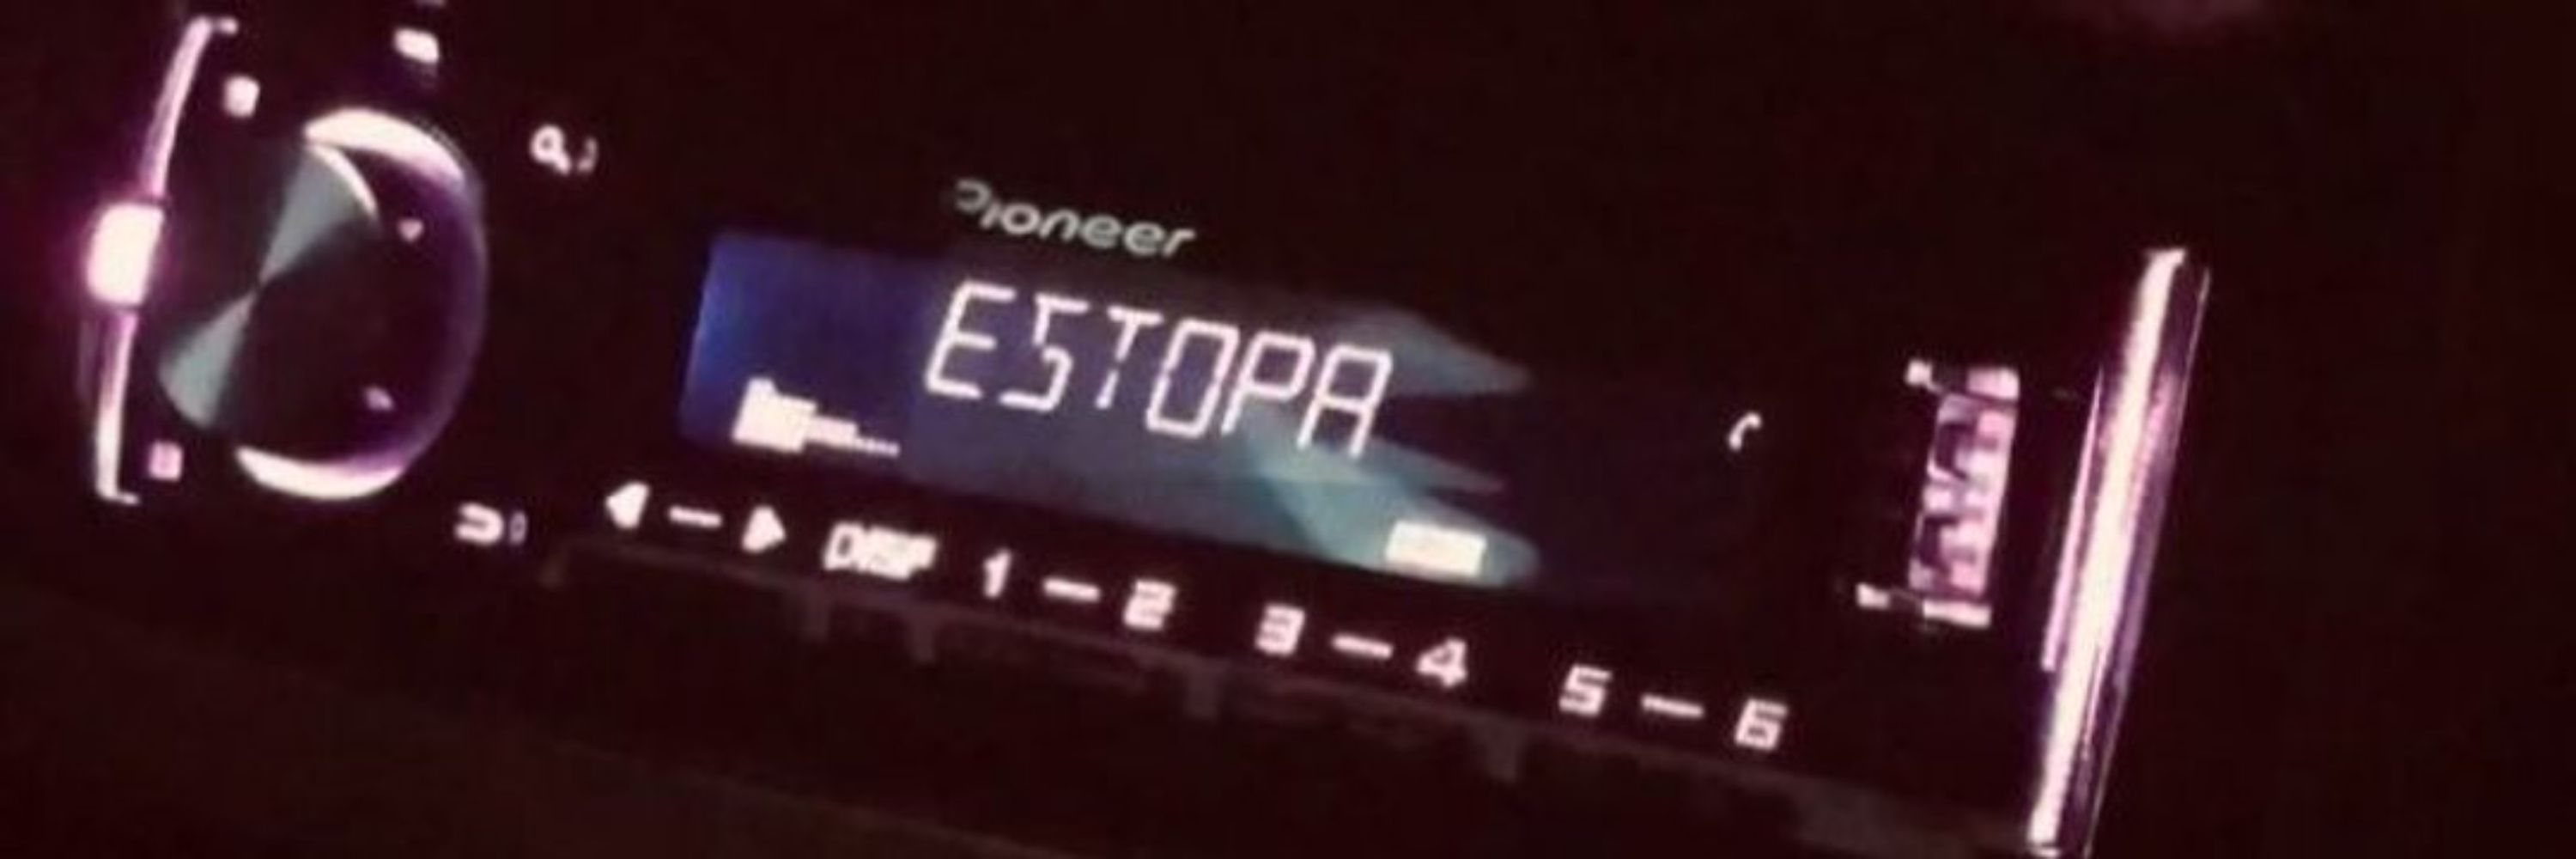 Pioneer
ESTOPA
DISP 1 — 2 3 — 4 5 — 6